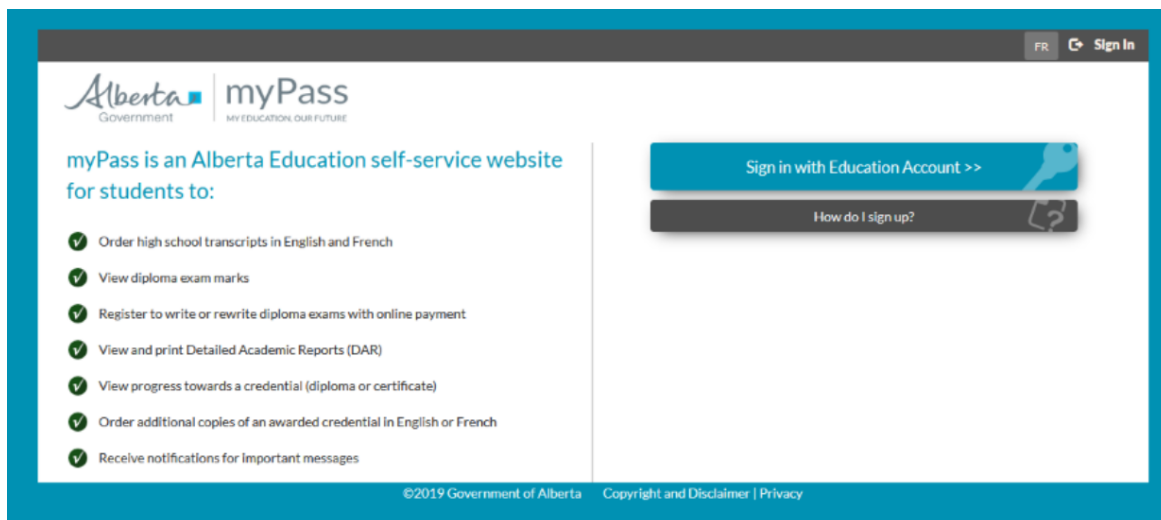 FR Sign In
Alberta Government
myPass
MY EDUCATION, OUR FUTURE
myPass is an Alberta Education self-service website
for students to:
Order high school transcripts in English and French
View diploma exam marks
Register to write or rewrite diploma exams with online payment
View and print Detailed Academic Reports (DAR)
View progress towards a credential (diploma or certificate)
Order additional copies of an awarded credential in English or French
Receive notifications for important messages
Sign in with Education Account >>
How do I sign up?
©2019 Government of Alberta Copyright and Disclaimer | Privacy